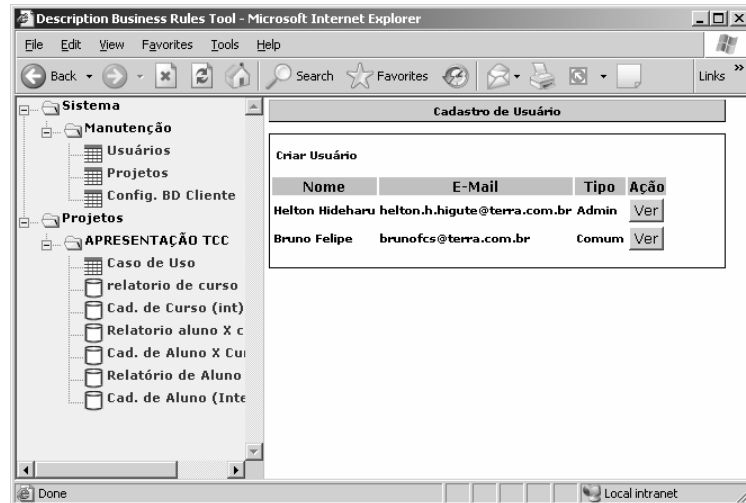 Description Business Rules Tool - Microsoft Internet Explorer
File Edit View Favorites Tools Help
Back Search Favorites Links »
Sistema
Manutenção
Usuários
Projetos
Config. BD Cliente
Projetos
APRESENTAÇÃO TCC
Caso de Uso
relatorio de curso
Cad. de Curso (int)
Relatorio aluno X c
Cad. de Aluno X Cu
Relatório de Aluno
Cad. de Aluno (Inte
Cadastro de Usuário
Criar Usuário
Nome E-Mail Tipo Ação
Helton Hideharu helton.h.higute@terra.com.br Admin Ver
Bruno Felipe brunofcs@terra.com.br Comum Ver
Done Local intranet